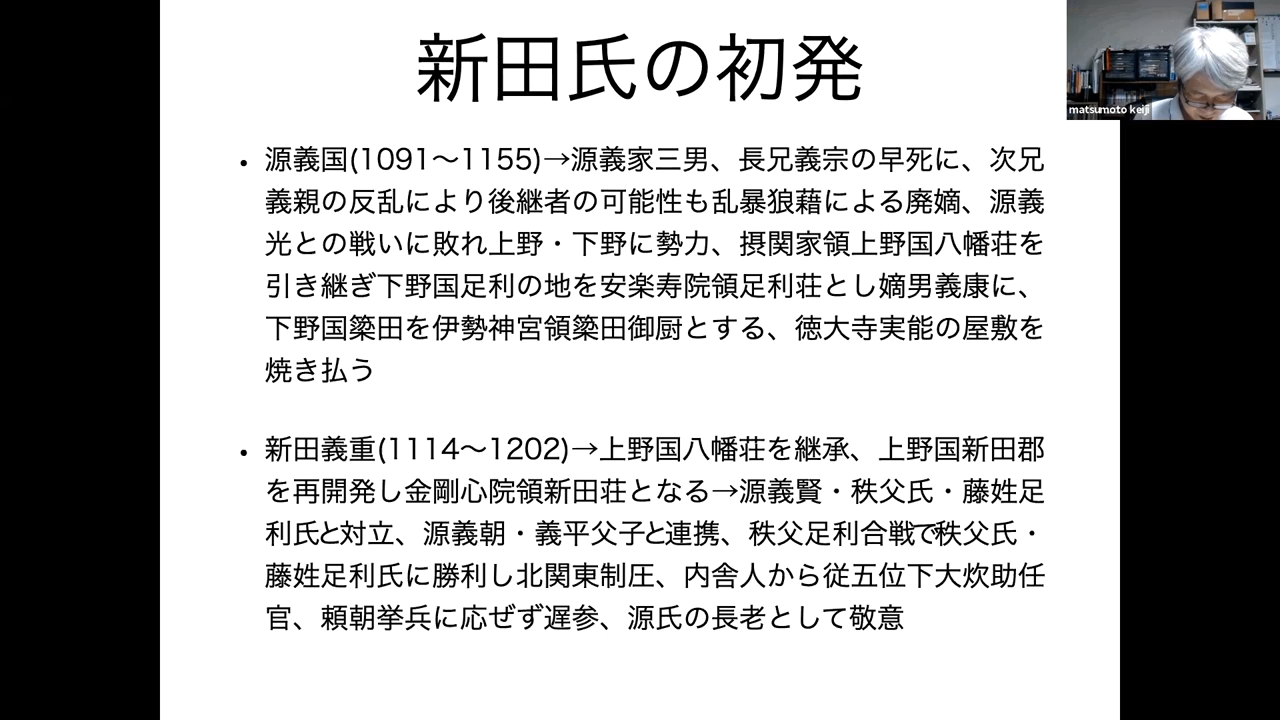 新田氏の初発
matsumoto keiji
• 源義国(1091〜1155)→源義家三男、長兄義宗の早死に、次兄
義親の反乱により後継者の可能性も乱暴狼藉による廃嫡、源義
光との戦いに敗れ上野・下野に勢力、摂関家領上野国八幡荘を
引き継ぎ下野国足利の地を安楽寿院領足利荘とし嫡男義康に、
下野国簗田を伊勢神宮領簗田御厨とする、徳大寺実能の屋敷を
焼き払う
• 新田義重(1114〜1202)→上野国八幡荘を継承、上野国新田郡
を再開発し金剛心院領新田荘となる→源義賢・秩父氏・藤姓足
利氏と対立、源義朝・義平父子と連携、秩父足利合戦で秩父氏・
藤姓足利氏に勝利し北関東制圧、内舎人から従五位下大炊助任
官、頼朝挙兵に応ぜず遅参、源氏の長老として敬意